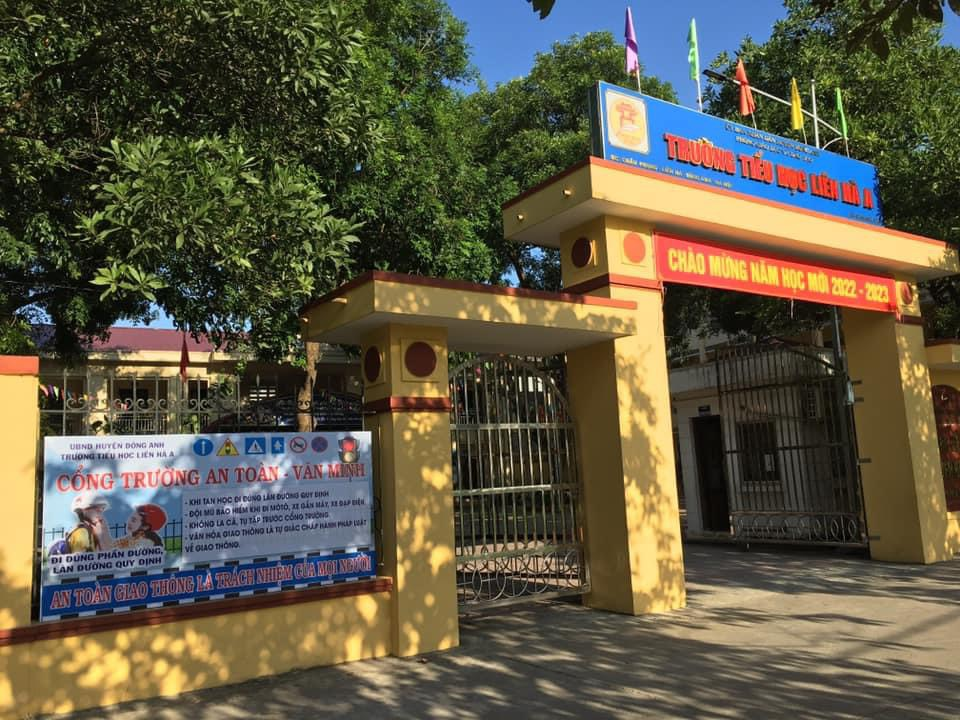 TRƯỜNG TIỂU HỌC LIÊN HÀ A
CHÀO MỪNG NĂM HỌC MỚI 2022 - 2023
UBND HUYỆN ĐÔNG ANH
TRƯỜNG TIỂU HỌC LIÊN HÀ A
CỔNG TRƯỜNG AN TOÀN - VĂN MINH
- KHI TAN HỌC ĐI ĐÚNG LÀN ĐƯỜNG QUY ĐỊNH
- ĐỘI MŨ BẢO HIỂM KHI ĐI MÔTÔ, XE GẮN MÁY, XE ĐẠP ĐIỆN.
- KHÔNG LA CÀ, TỤ TẬP TRƯỚC CỔNG TRƯỜNG.
- VĂN HÓA GIAO THÔNG LÀ TỰ GIÁC CHẤP HÀNH PHÁP LUẬT
VỀ GIAO THÔNG.
ĐI ĐÚNG PHẦN ĐƯỜNG,
LÀN ĐƯỜNG QUY ĐỊNH
AN TOÀN GIAO THÔNG LÀ TRÁCH NHIỆM CỦA MỌI NGƯỜI